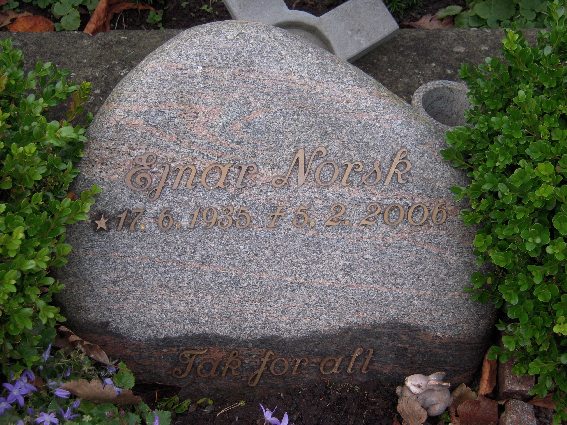 Ejnar Norsk
★ 17. 6. 1935 ✝ 5. 2. 2006
Tak for alt